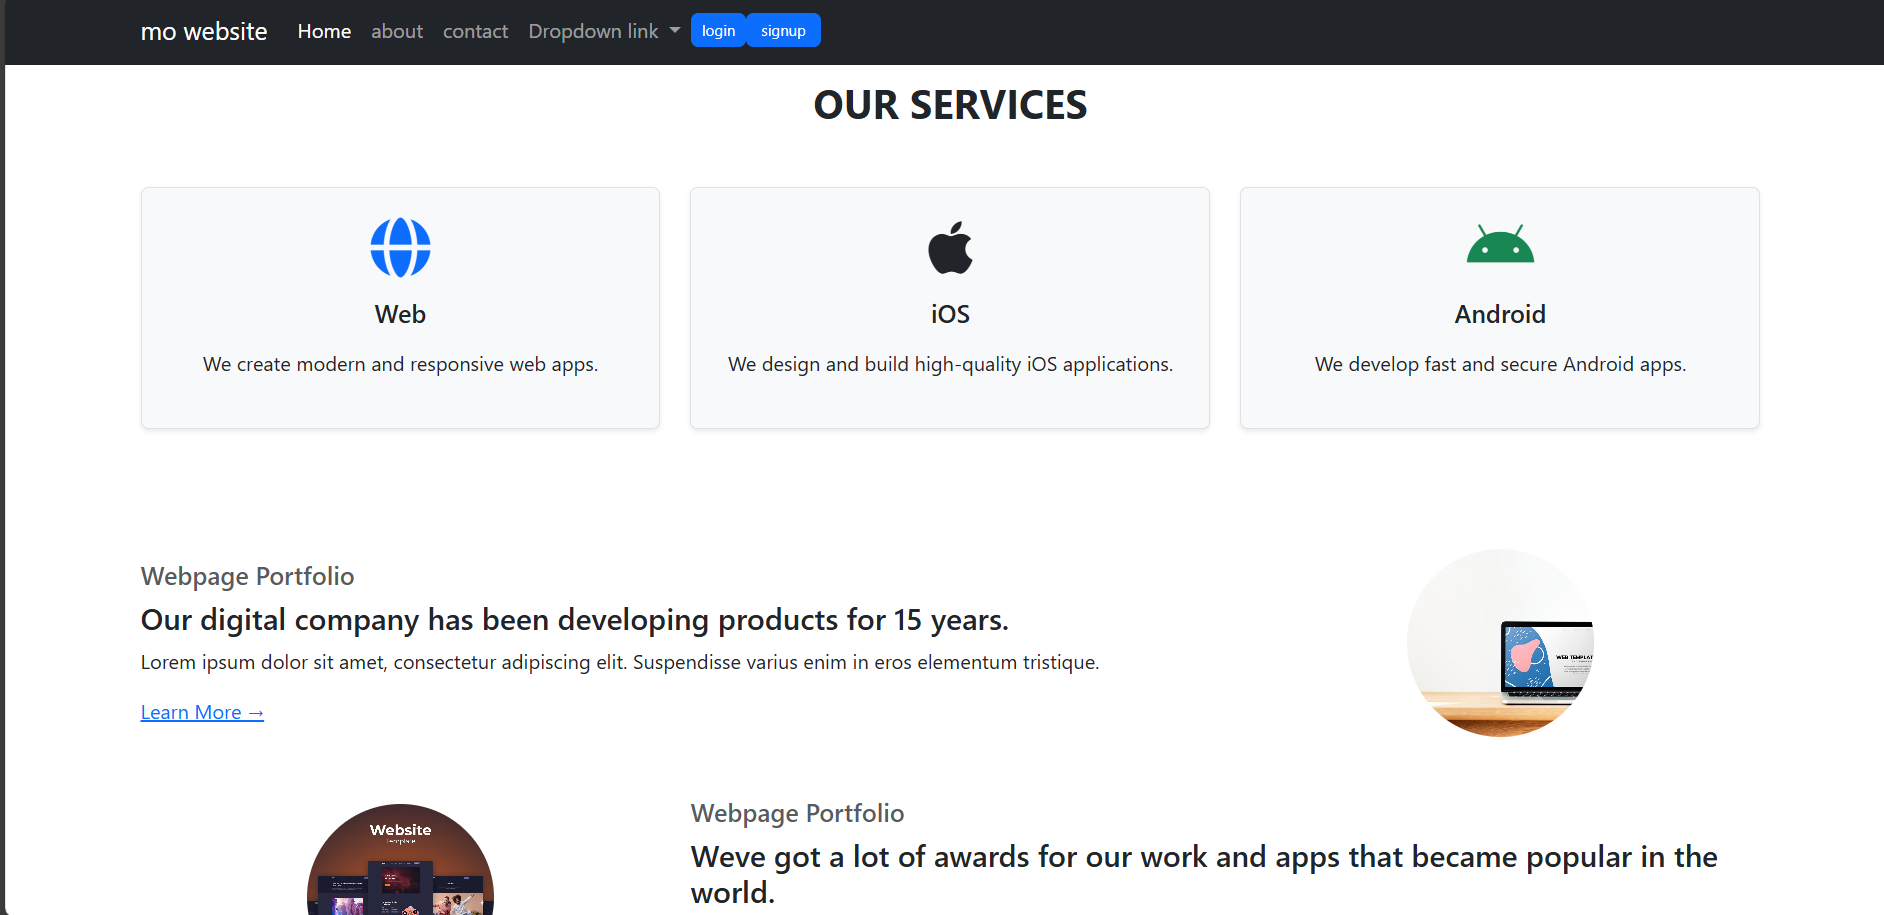 mo website Home about contact Dropdown link login signup
OUR SERVICES
Web
We create modern and responsive web apps.
iOS
We design and build high-quality iOS applications.
Android
We develop fast and secure Android apps.
Webpage Portfolio
Our digital company has been developing products for 15 years.
Lorem ipsum dolor sit amet, consectetur adipiscing elit. Suspendisse varius enim in eros elementum tristique.
Learn More →
WEB TEMPLAT
Website
Template
Webpage Portfolio
Weve got a lot of awards for our work and apps that became popular in the
world.